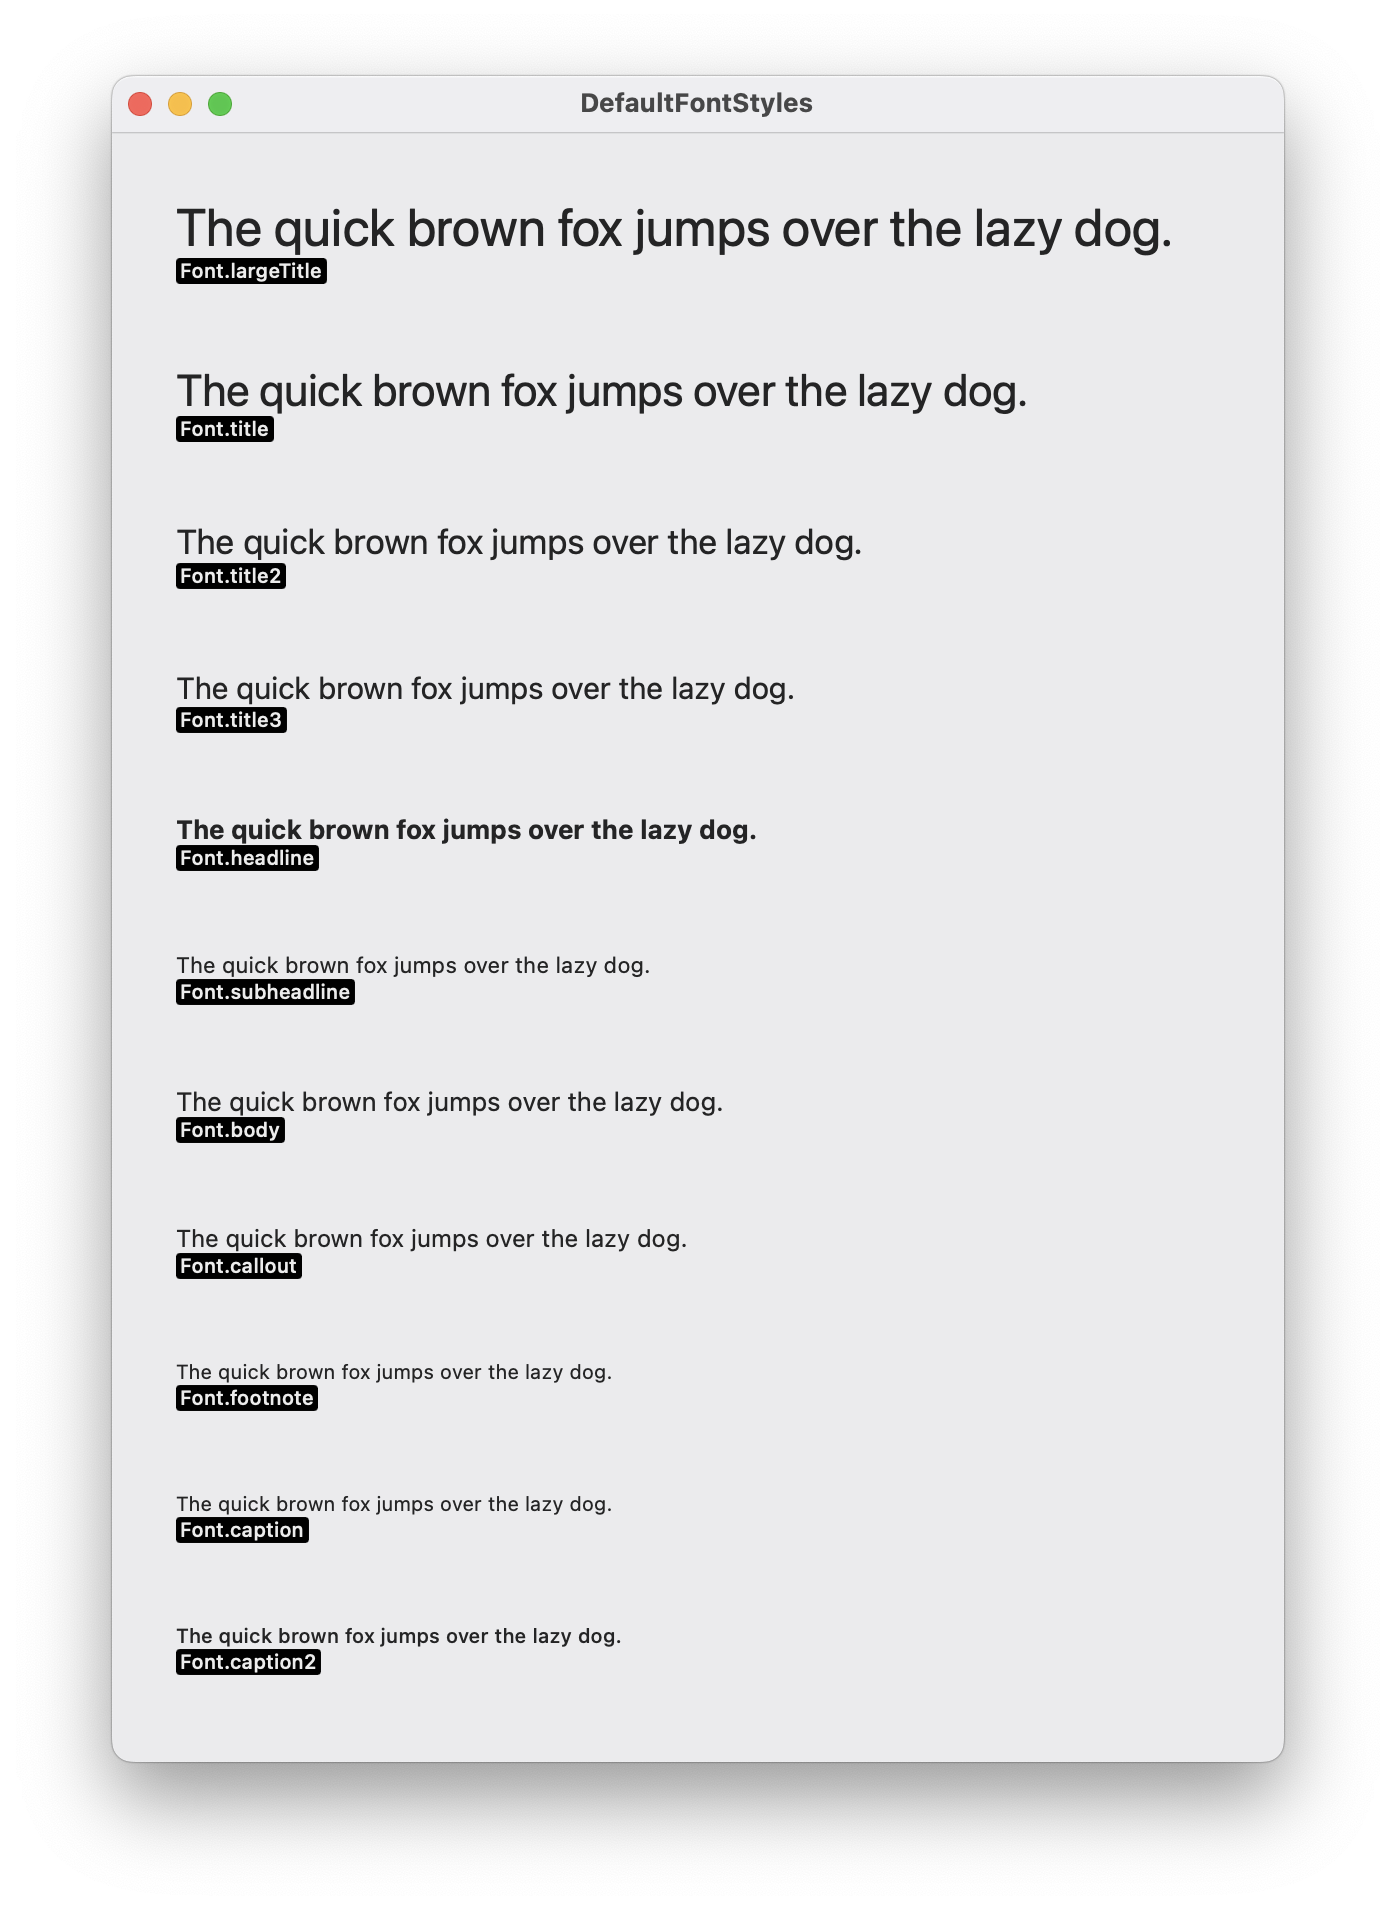 DefaultFontStyles
The quick brown fox jumps over the lazy dog.
Font.largeTitle
The quick brown fox jumps over the lazy dog.
Font.title
The quick brown fox jumps over the lazy dog.
Font.title2
The quick brown fox jumps over the lazy dog.
Font.title3
The quick brown fox jumps over the lazy dog.
Font.headline
The quick brown fox jumps over the lazy dog.
Font.subheadline
The quick brown fox jumps over the lazy dog.
Font.body
The quick brown fox jumps over the lazy dog.
Font.callout
The quick brown fox jumps over the lazy dog.
Font.footnote
The quick brown fox jumps over the lazy dog.
Font.caption
The quick brown fox jumps over the lazy dog.
Font.caption2